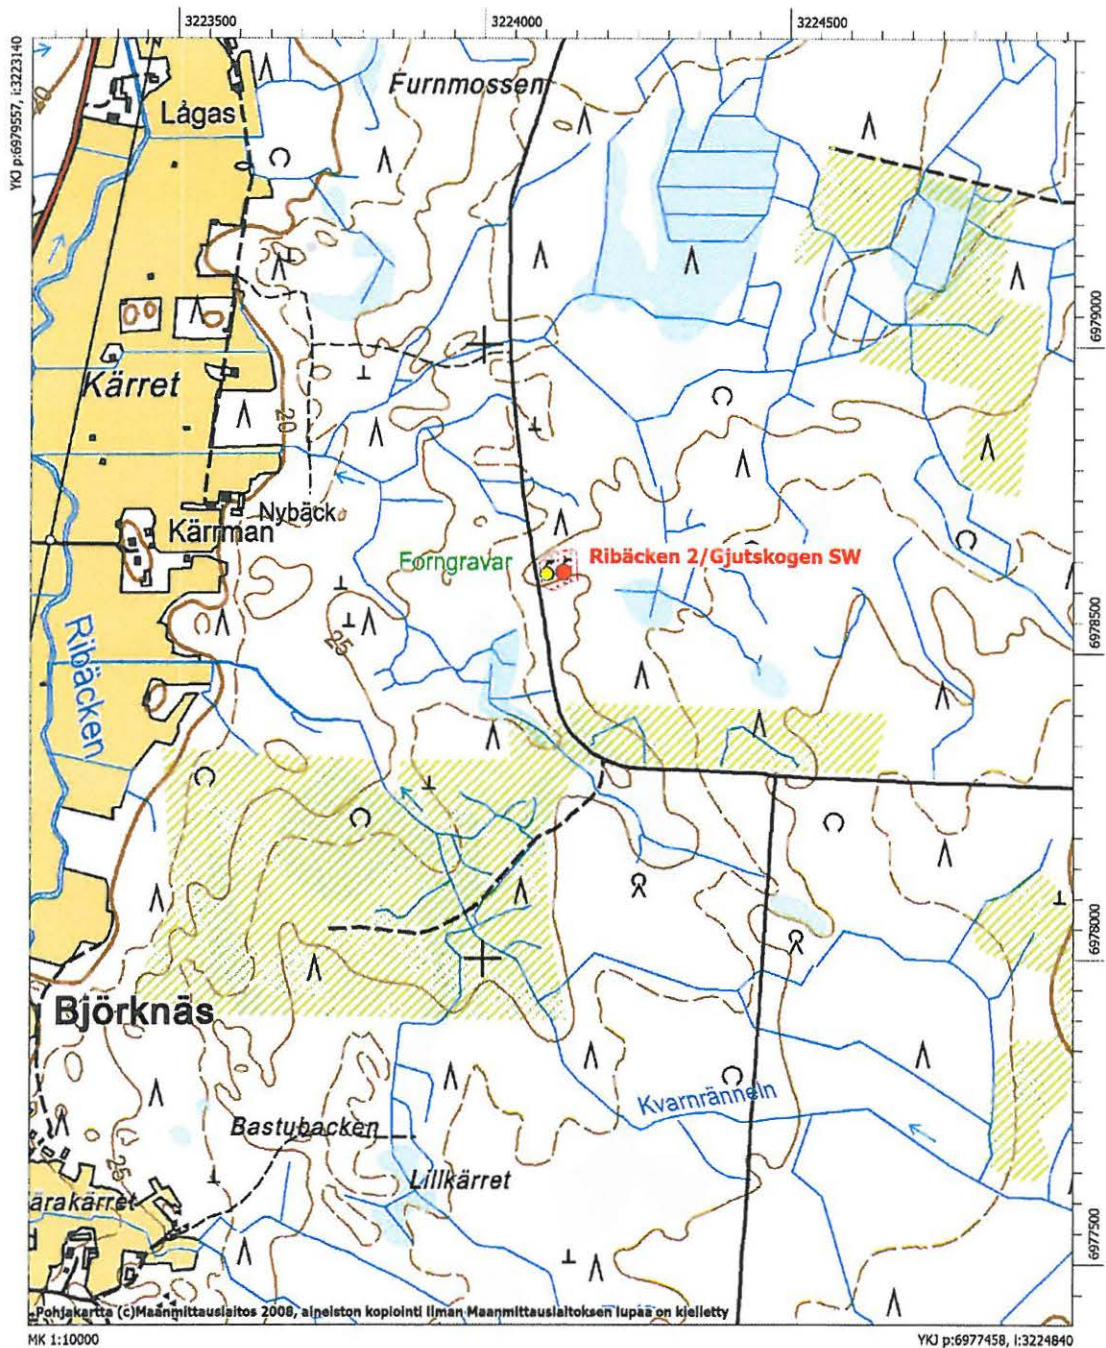 3223500
3224000
3224500
YKJ p:6979557, i:3223140
Furnmossen
Lågas
6979000
Kärret
20
Nybäck
Kärrman
Forngravar
Ribäcken 2/Gjutskogen SW
6978500
Ribäcken
25
6978000
Björknäs
Kvarnränneln
Bastubacken
25
Lillkärret
ärakärret
6977500
Pohjakartta (c)Maanmittauslaitos 2008, aineiston kopiointi ilman Maanmittauslaitoksen lupaa on kielletty
MK 1:10000
YKJ p:6977458, i:3224840